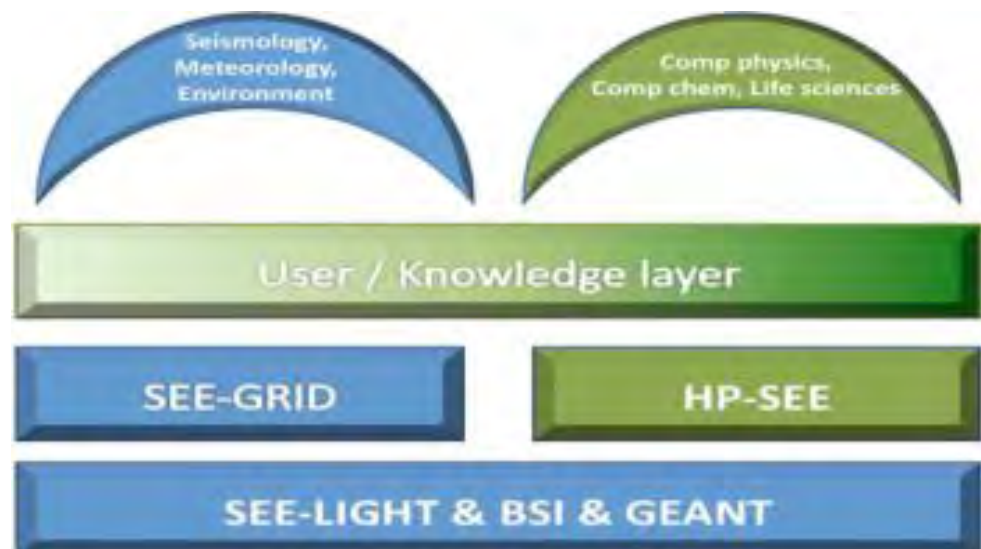 Seismology,
Meteorology,
Environment
Comp physics,
Comp chem, Life sciences
User / Knowledge layer
SEE-GRID
HP-SEE
SEE-LIGHT & BSI & GEANT